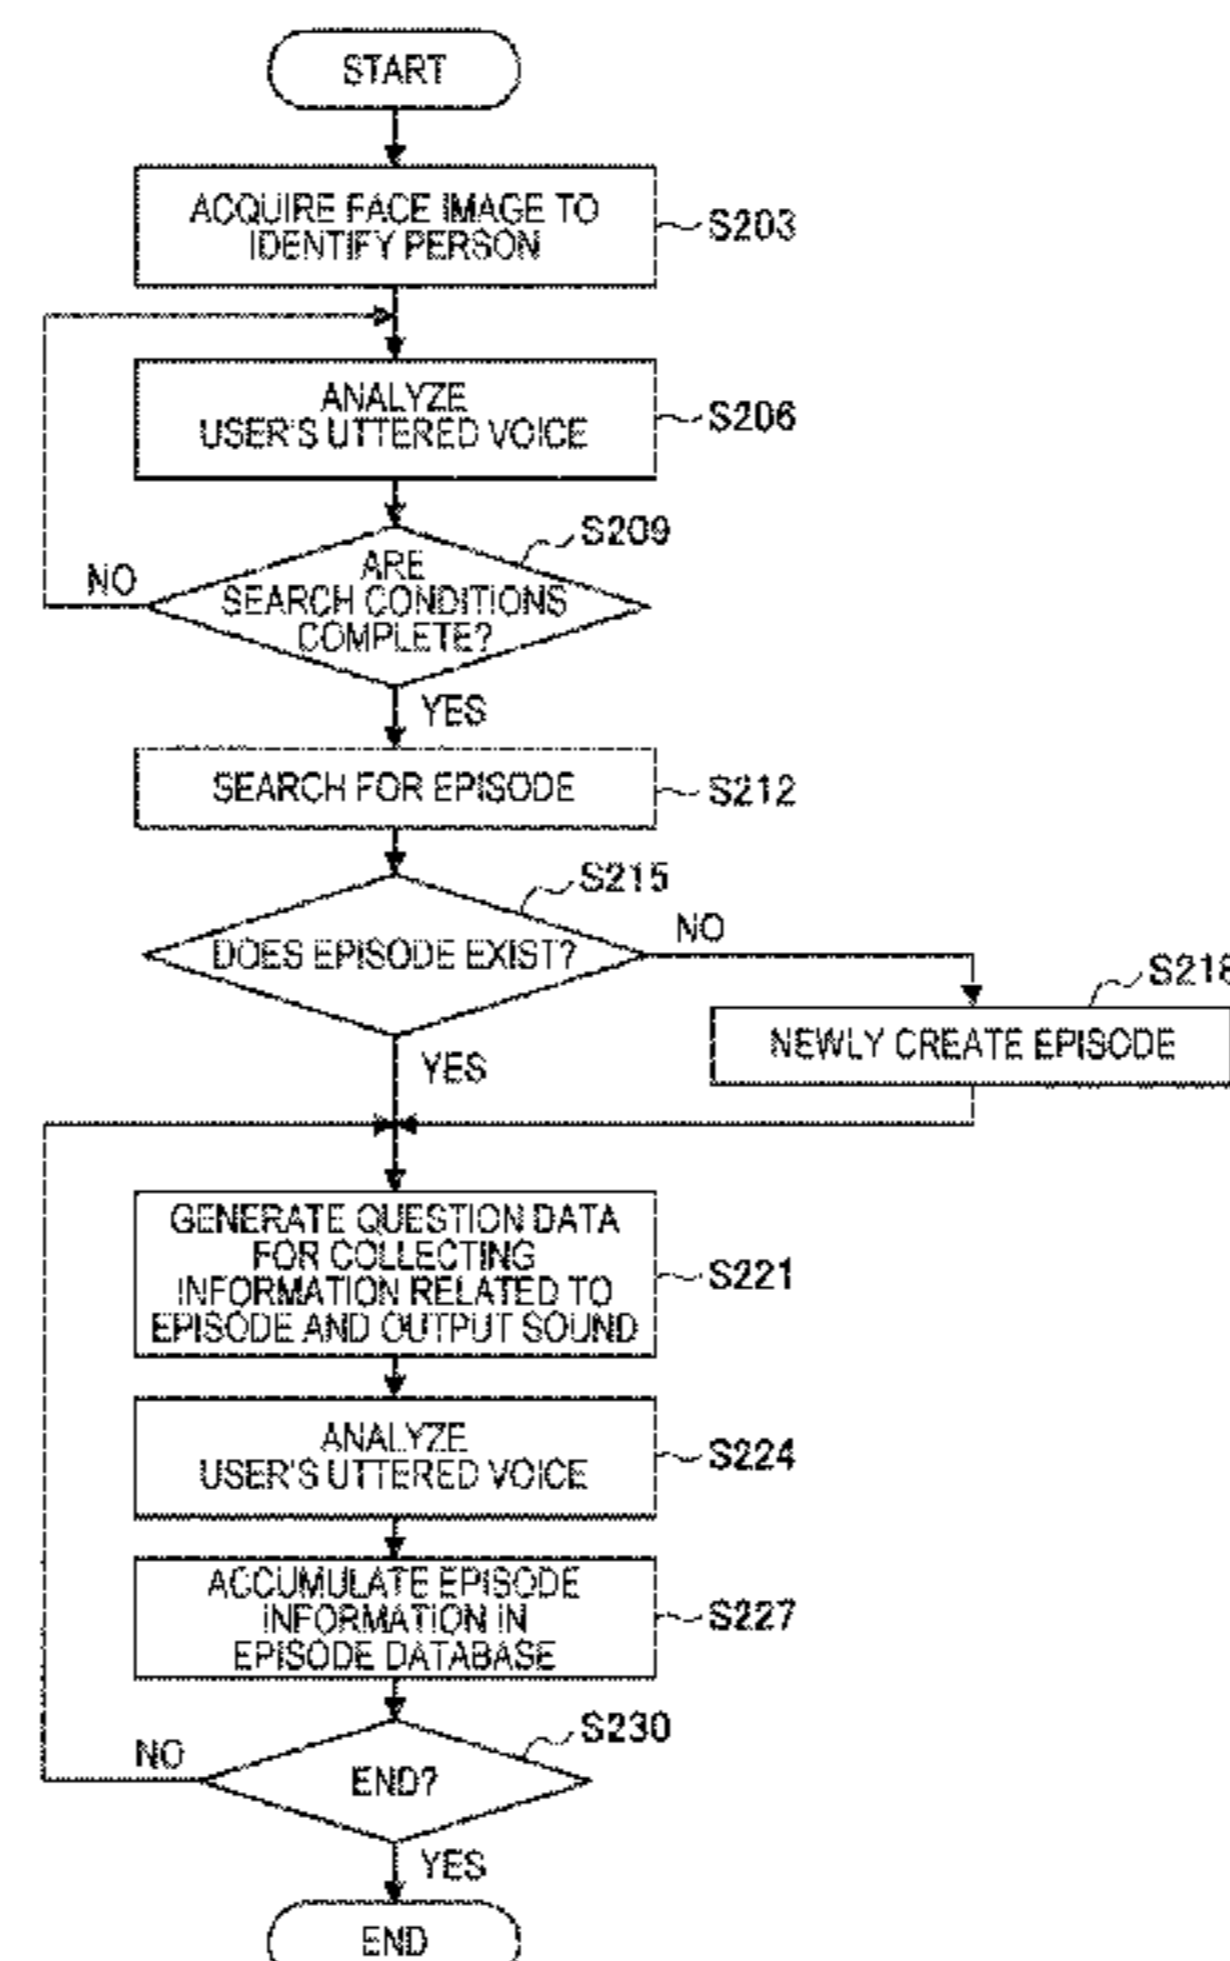 START
ACQUIRE FACE IMAGE TO
IDENTIFY PERSON
S203
ANALYZE
USER'S UTTERED VOICE
S206
S209
ARE
SEARCH CONDITIONS
COMPLETE?
NO
YES
SEARCH FOR EPISODE
S212
S215
DOES EPISODE EXIST?
NO
S218
NEWLY CREATE EPISODE
YES
GENERATE QUESTION DATA
FOR COLLECTING
INFORMATION RELATED TO
EPISODE AND OUTPUT SOUND
S221
ANALYZE
USER'S UTTERED VOICE
S224
ACCUMULATE EPISODE
INFORMATION IN
EPISODE DATABASE
S227
S230
NO
END?
YES
END